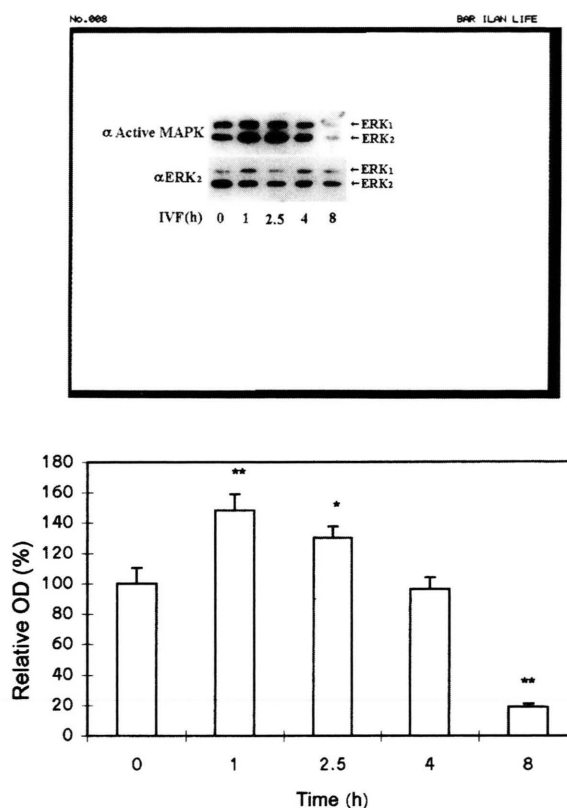 No.008 BAR ILAN LIFE
α Active MAPK ←ERK1
←ERK2
αERK2 ←ERK1
←ERK2
IVF(h) 0 1 2.5 4 8
180
160
140
120
100
80
60
40
20
0
Relative OD (%)
** * **
0 1 2.5 4 8
Time (h)